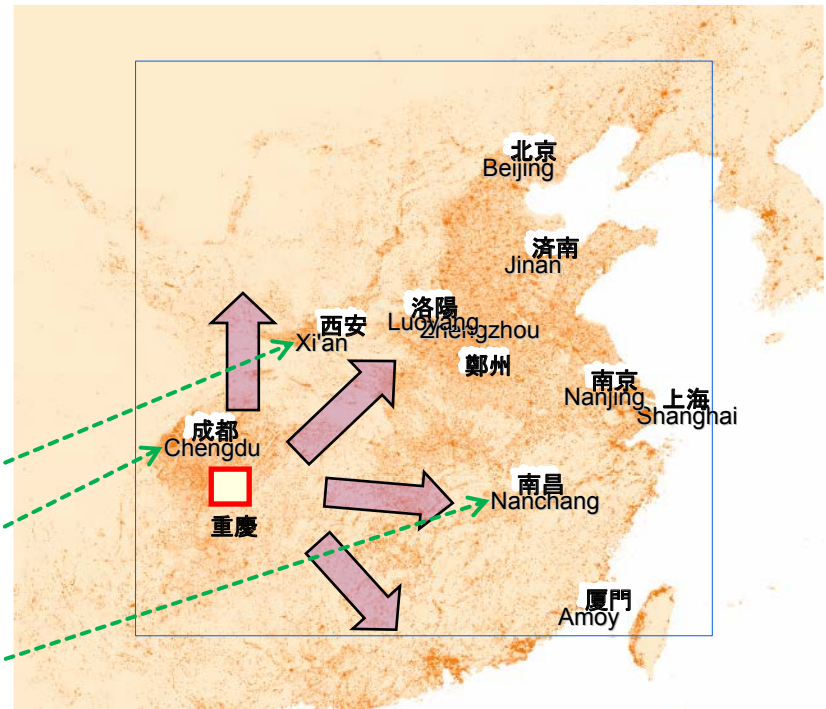 北京
Beijing
済南
Jinan
洛陽
Luoyang
Zhengzhou
鄭州
西安
Xi'an
南京
Nanjing
上海
Shanghai
成都
Chengdu
重慶
南昌
Nanchang
厦門
Amoy